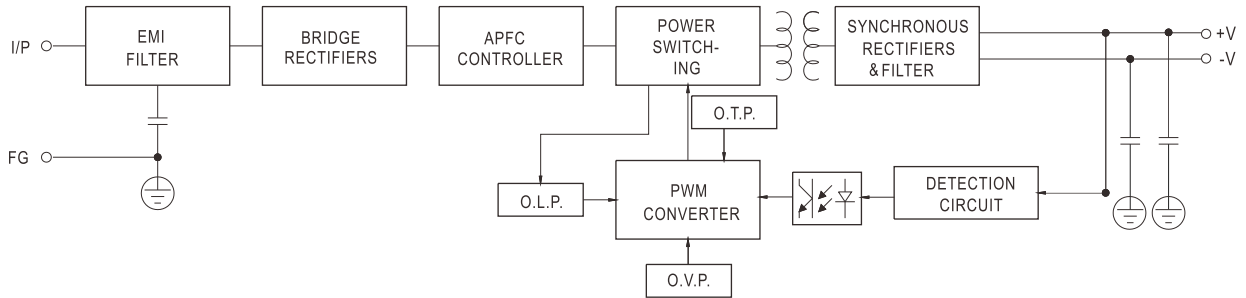 I/P
EMI
FILTER
BRIDGE
RECTIFIERS
APFC
CONTROLLER
POWER
SWITCH-
ING
SYNCHRONOUS
RECTIFIERS
&FILTER
+V
-V
O.T.P.
FG
O.L.P.
PWM
CONVERTER
DETECTION
CIRCUIT
O.V.P.